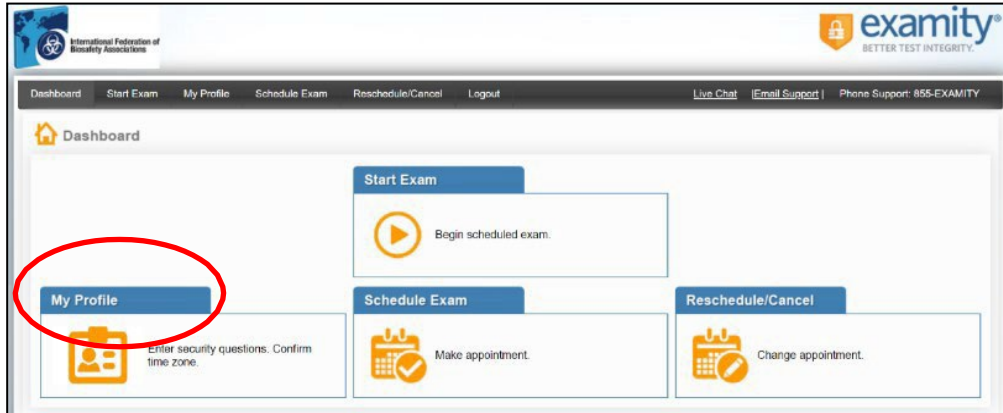 International Federation of
Biosafety Associations
examity®
BETTER TEST INTEGRITY.
Dashboard Start Exam My Profile Schedule Exam Reschedule/Cancel Logout Live Chat |Email Support | Phone Support: 855-EXAMITY
Dashboard
Start Exam
Begin scheduled exam.
My Profile
Enter security questions. Confirm
time zone.
Schedule Exam
Make appointment.
Reschedule/Cancel
Change appointment.